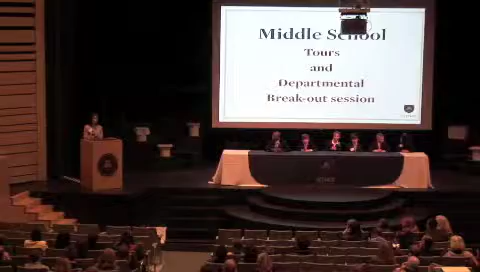 Middle School
Tours
and
Departmental
Break-out session